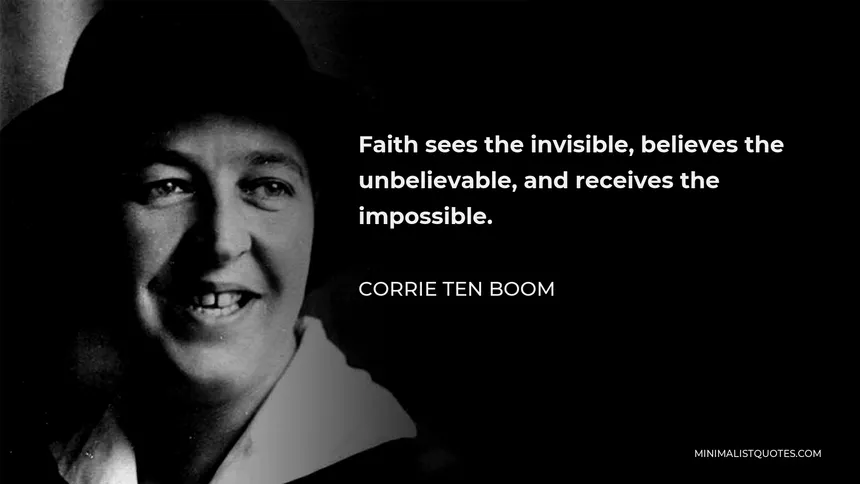 Faith sees the invisible, believes the
unbelievable, and receives the
impossible.
CORRIE TEN BOOM
MINIMALISTQUOTES.COM